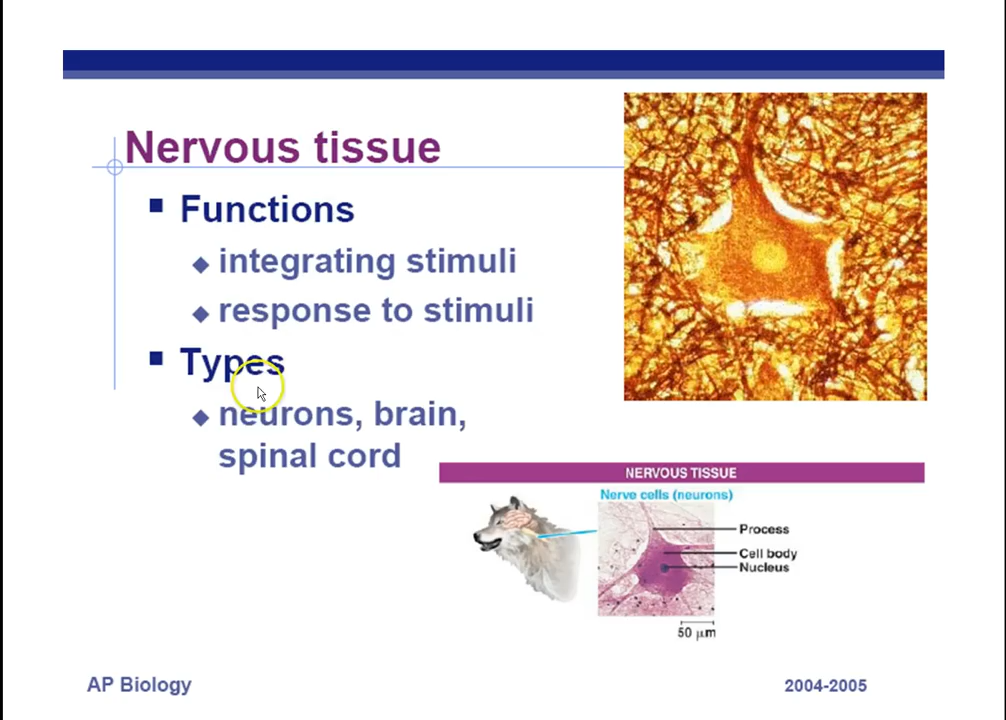 Nervous tissue
Functions
integrating stimuli
response to stimuli
Types
neurons, brain,
spinal cord
NERVOUS TISSUE
Nerve cells (neurons)
Process
Cell body
Nucleus
50 μm
AP Biology
2004-2005